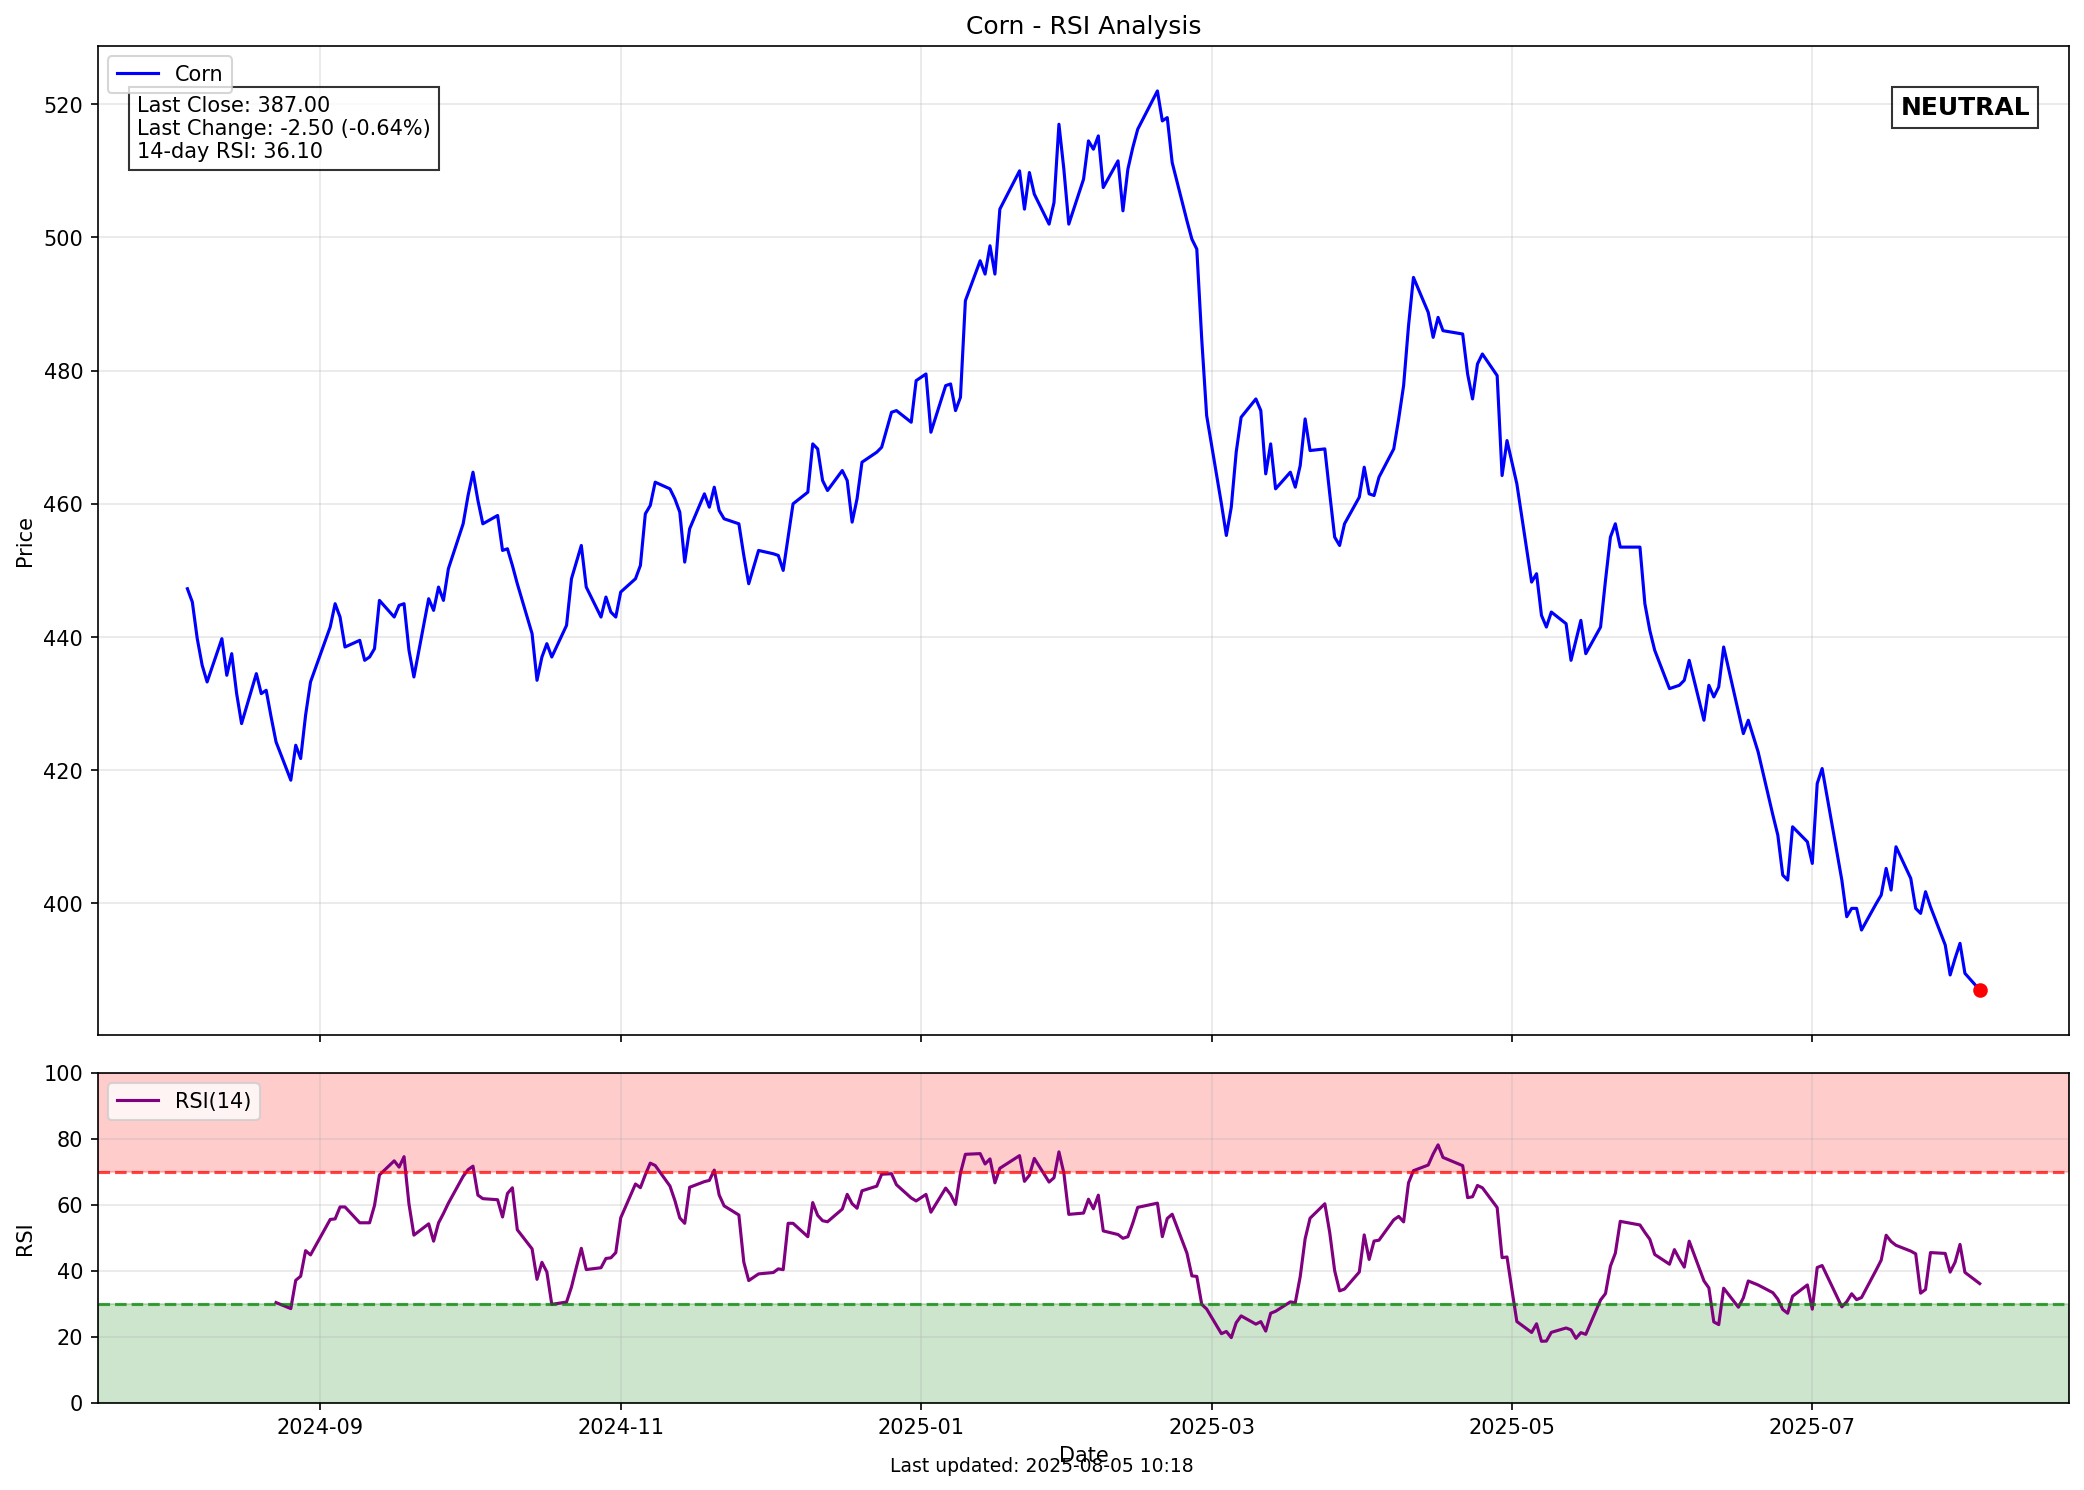 Corn - RSI Analysis
Corn
Last Close: 387.00
Last Change: -2.50 (-0.64%)
14-day RSI: 36.10
NEUTRAL
520
500
480
460
440
420
400
Price
RSI(14)
100
80
60
40
20
0
RSI
2024-09
2024-11
2025-01
2025-03
2025-05
2025-07
Date
Last updated: 2025-08-05 10:18